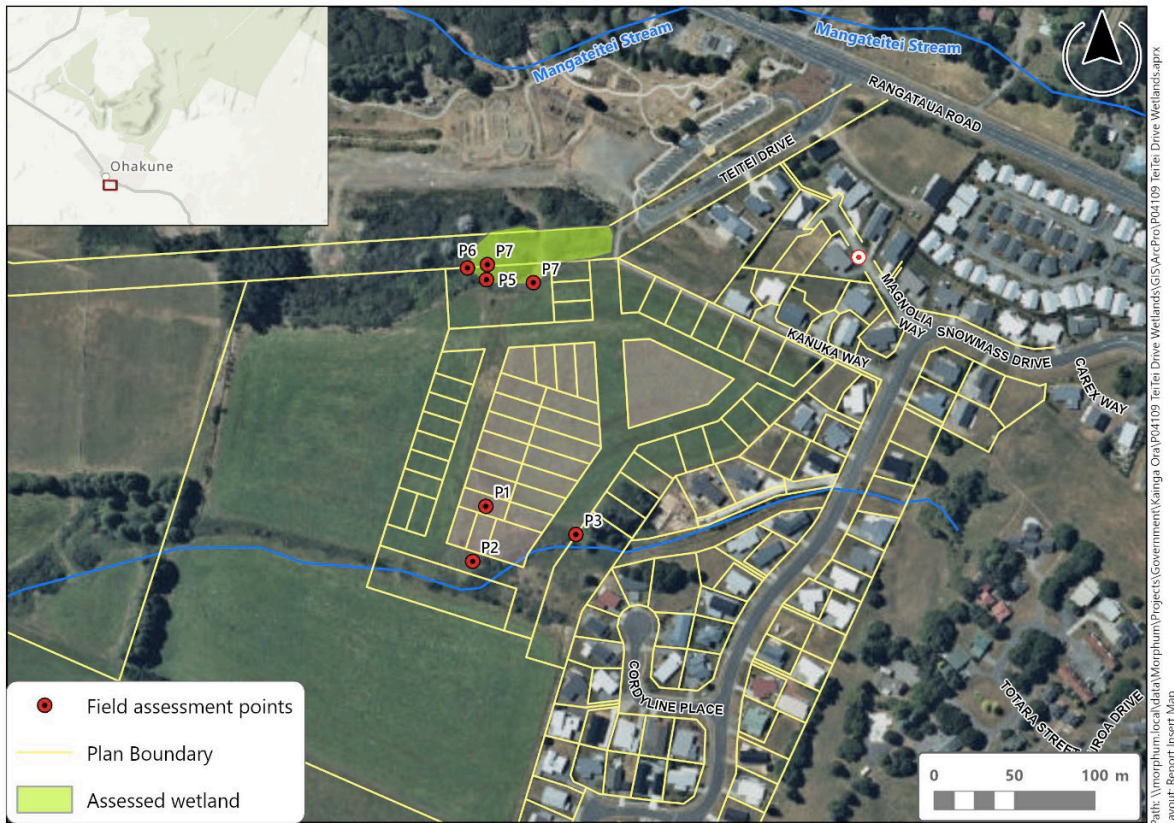 Mangateitei Stream
Mangateitei Stream
RANGATAUA ROAD
Ohakune
TEITEI DRIVE
P6
P7
P5
P7
MAGNOLIA
WAY
SNOWMASS DRIVE
KANUKA WAY
CAREX WAY
P1
P3
P2
CORDYLINE PLACE
TOTARA STREET
ROA DRIVE
Field assessment points
Plan Boundary
Assessed wetland
0 50 100 m
Path: \\morphum.local\data\Morphum\Projects\Government\Kainga Ora\P04109 TeiTei Drive Wetlands\GIS\ArcPro\P04109 TeiTei Drive Wetlands.aprx
Layout: Report Insert Map